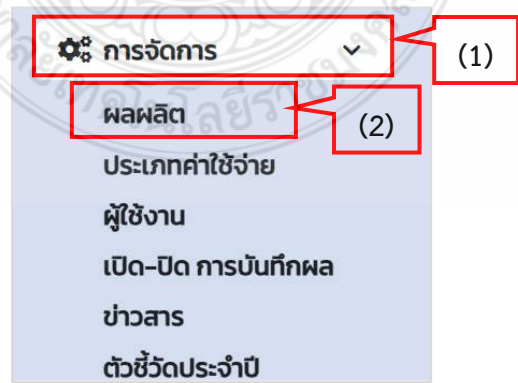 การจัดการ (1)
ผลผลิต (2)
ประเภทค่าใช้จ่าย
ผู้ใช้งาน
เปิด-ปิด การบันทึกผล
ข่าวสาร
ตัวชี้วัดประจำปี